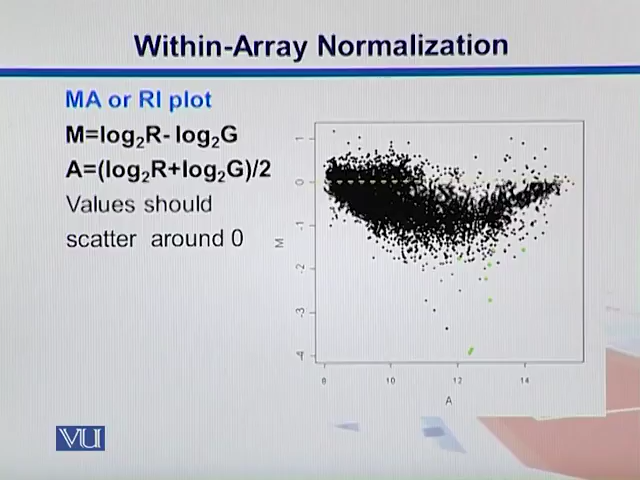 Within-Array Normalization
MA or RI plot
M=log₂R- log₂G
A=(log₂R+log₂G)/2
Values should
scatter around 0
M
1
0
-1
-2
-3
-4
8
10
12
14
A
VU